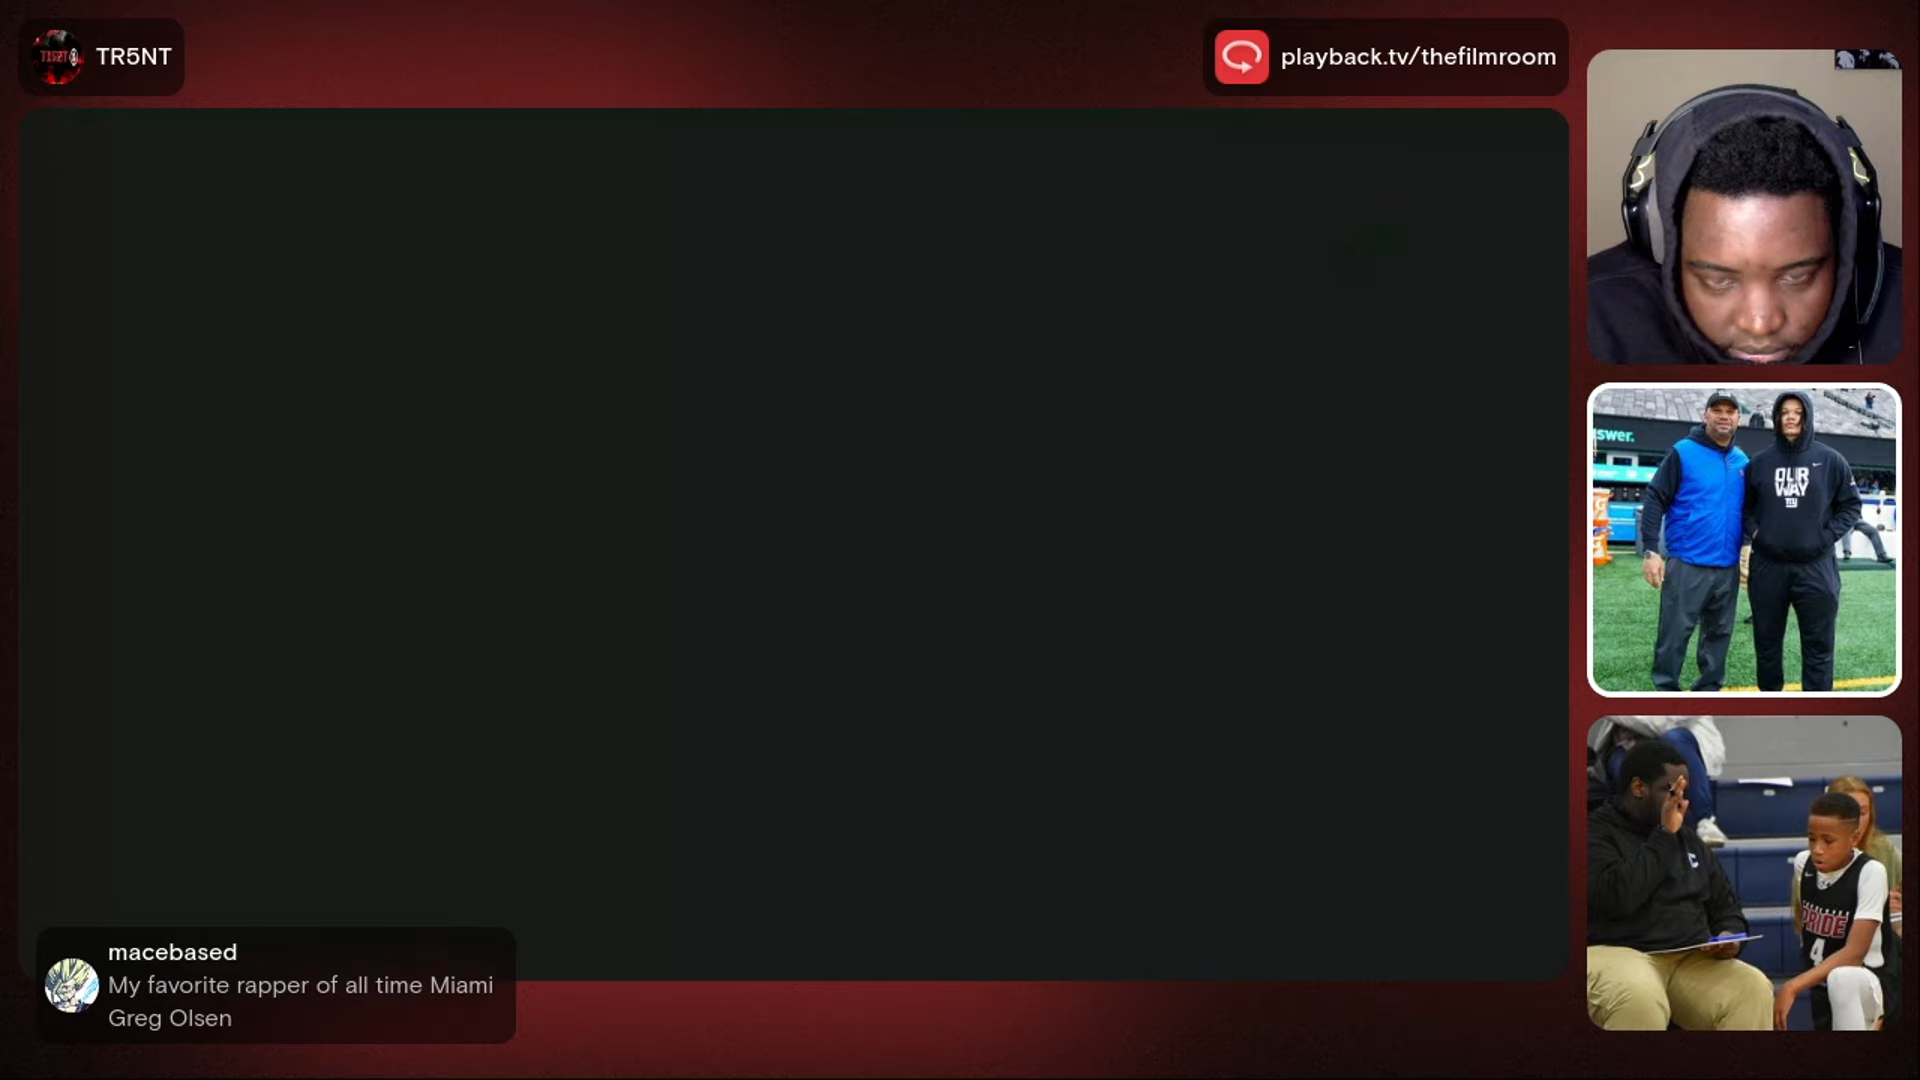 TR5NT
playback.tv/thefilmroom
swer.
OUR
WAY
ny
PRIDE
4
macebased
My favorite rapper of all time Miami
Greg Olsen